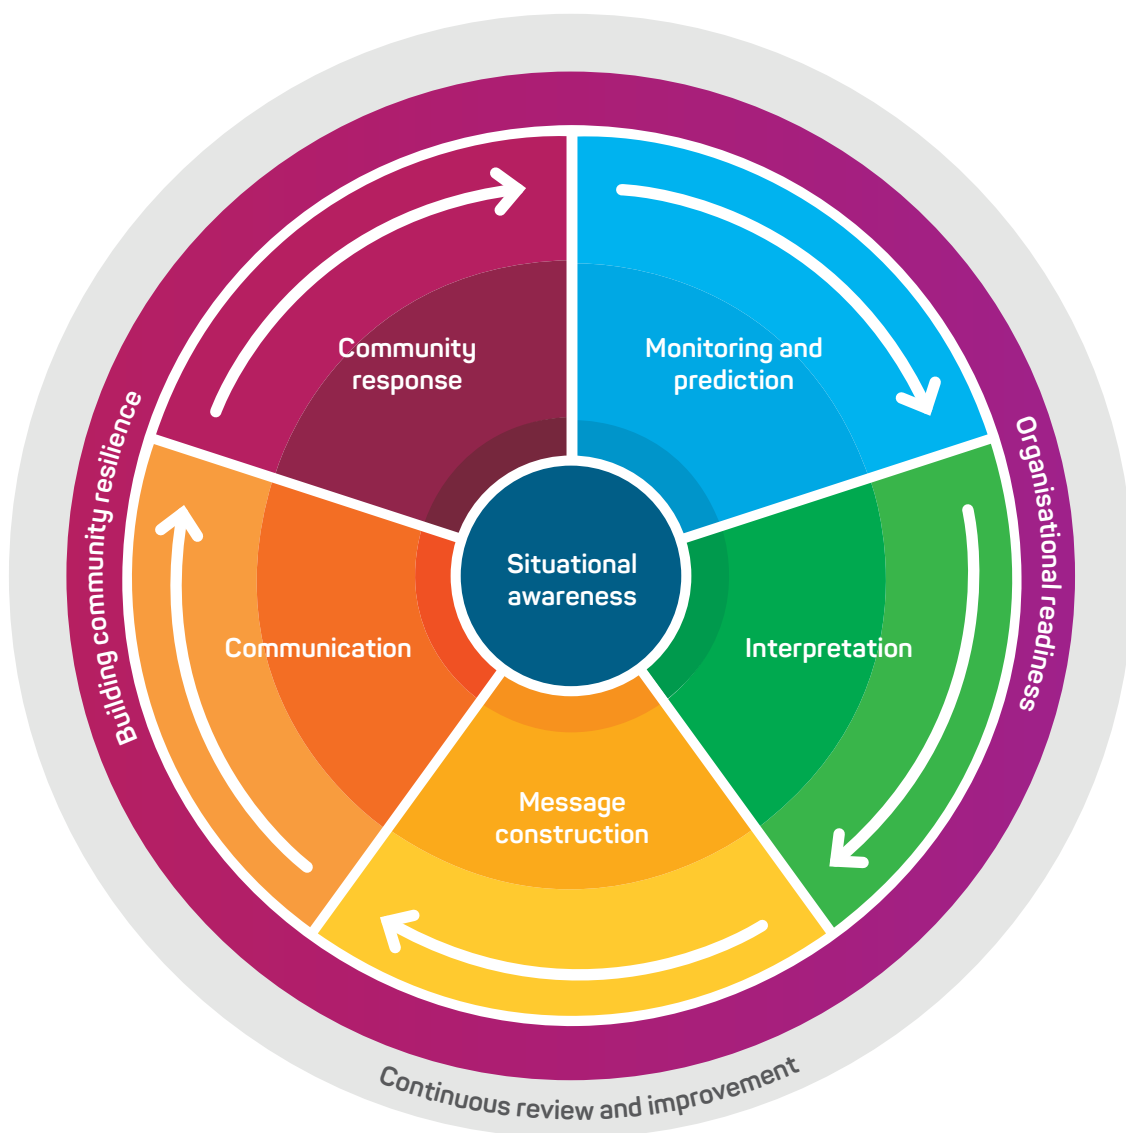 Community
response
Monitoring and
prediction
Building community resilience
Organisational readiness
Situational
awareness
Communication
Interpretation
Message
construction
Continuous review and improvement